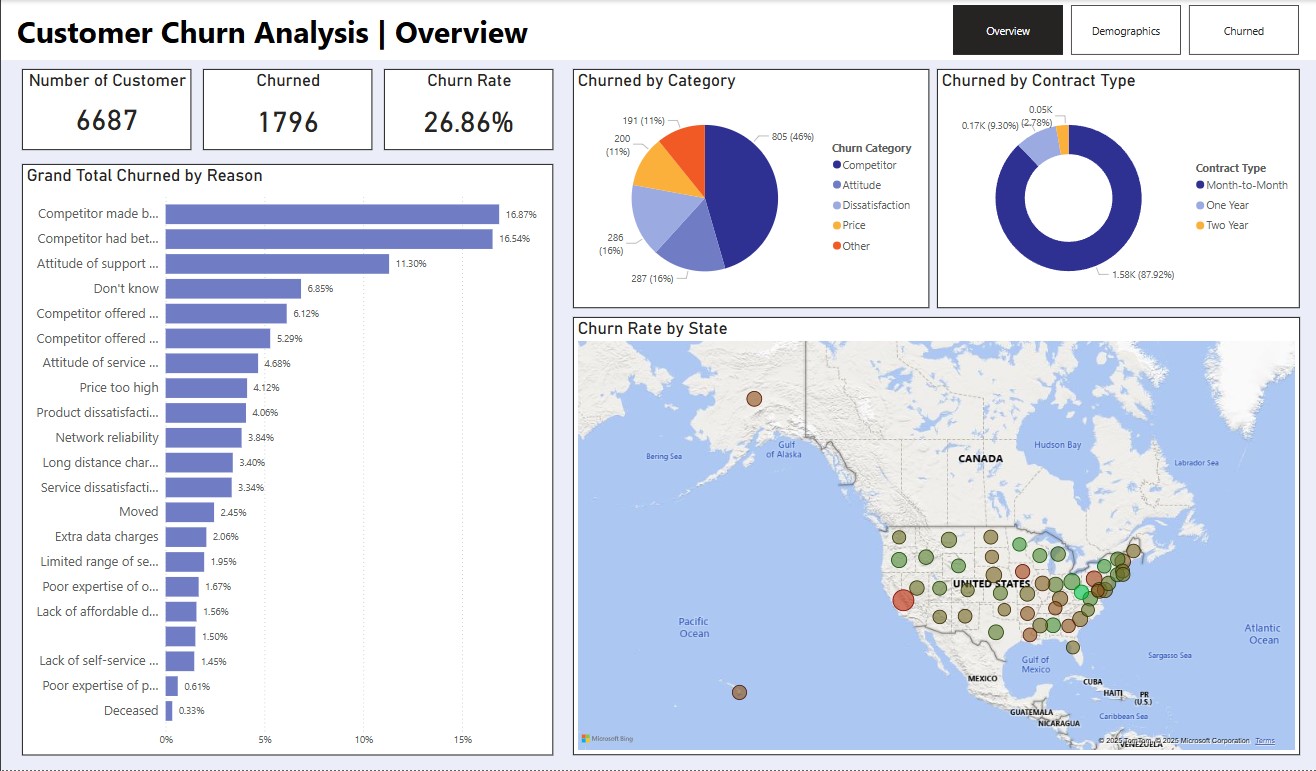 Customer Churn Analysis | Overview
Overview
Demographics
Churned
Number of Customer
6687
Churned
1796
Churn Rate
26.86%
Grand Total Churned by Reason
Competitor made b... 16.87%
Competitor had bet... 16.54%
Attitude of support ... 11.30%
Don't know 6.85%
Competitor offered ... 6.12%
Competitor offered ... 5.29%
Attitude of service ... 4.68%
Price too high 4.12%
Product dissatisfacti... 4.06%
Network reliability 3.84%
Long distance char... 3.40%
Service dissatisfacti... 3.34%
Moved 2.45%
Extra data charges 2.06%
Limited range of se... 1.95%
Poor expertise of o... 1.67%
Lack of affordable d... 1.56%
1.50%
Lack of self-service ... 1.45%
Poor expertise of p... 0.61%
Deceased 0.33%
0% 5% 10% 15%
Churned by Category
191 (11%)
200
(11%)
286
(16%)
287 (16%)
805 (46%)
Churn Category
Competitor
Attitude
Dissatisfaction
Price
Other
Churned by Contract Type
0.05K
(2.78%)
0.17K (9.30%)
1.58K (87.92%)
Contract Type
Month-to-Month
One Year
Two Year
Churn Rate by State
Bering Sea
Gulf
of Alaska
CANADA
Hudson Bay
Labrador Sea
UNITED STATES
Pacific
Ocean
Atlantic
Ocean
Sargasso Sea
Gulf of
Mexico
MEXICO
CUBA
HAITI
PR
(U.S.)
GUATEMALA
NICARAGUA
Caribbean Sea
VENEZUELA
Microsoft Bing
© 2025 TomTom, © 2025 Microsoft Corporation Terms